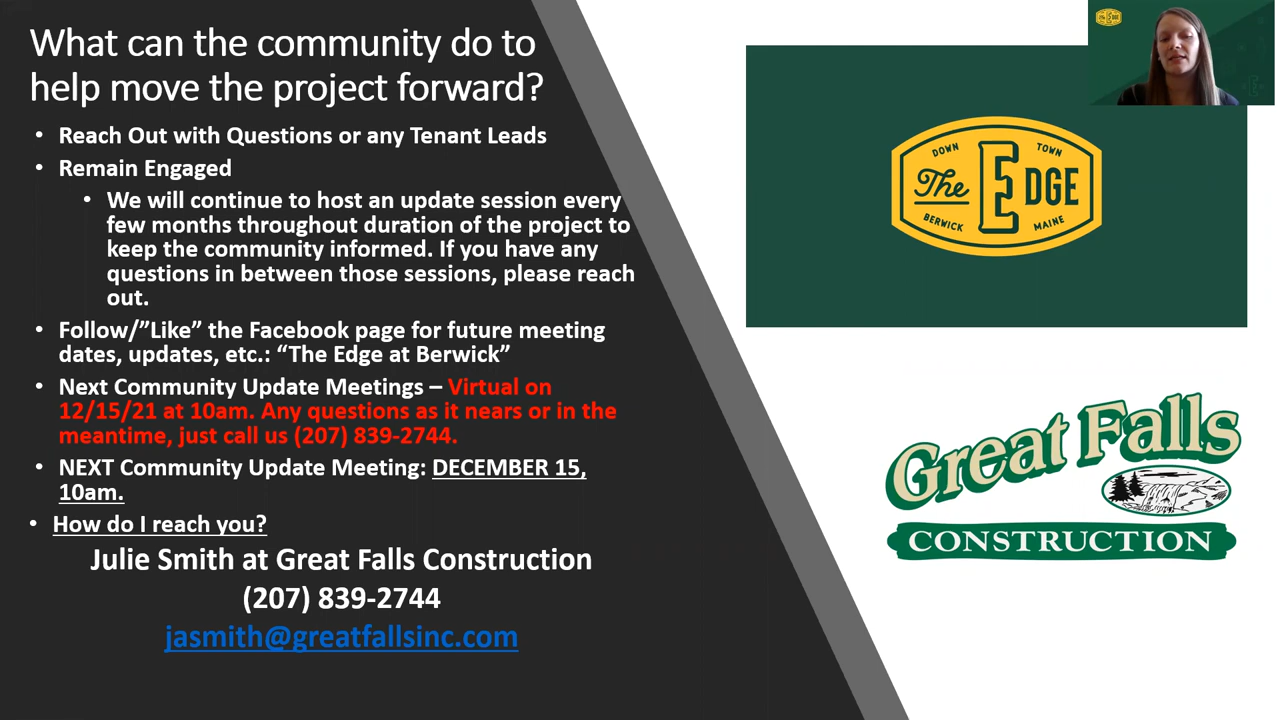 What can the community do to
help move the project forward?
• Reach Out with Questions or any Tenant Leads
• Remain Engaged
• We will continue to host an update session every
few months throughout duration of the project to
keep the community informed. If you have any
questions in between those sessions, please reach
out.
• Follow/”Like” the Facebook page for future meeting
dates, updates, etc.: “The Edge at Berwick”
• Next Community Update Meetings – Virtual on
12/15/21 at 10am. Any questions as it nears or in the
meantime, just call us (207) 839-2744.
• NEXT Community Update Meeting: DECEMBER 15,
10am.
• How do I reach you?
Julie Smith at Great Falls Construction
(207) 839-2744
jasmith@greatfallsinc.com
DOWN TOWN
The EDGE
BERWICK MAINE
Great Falls
CONSTRUCTION
The EDGE